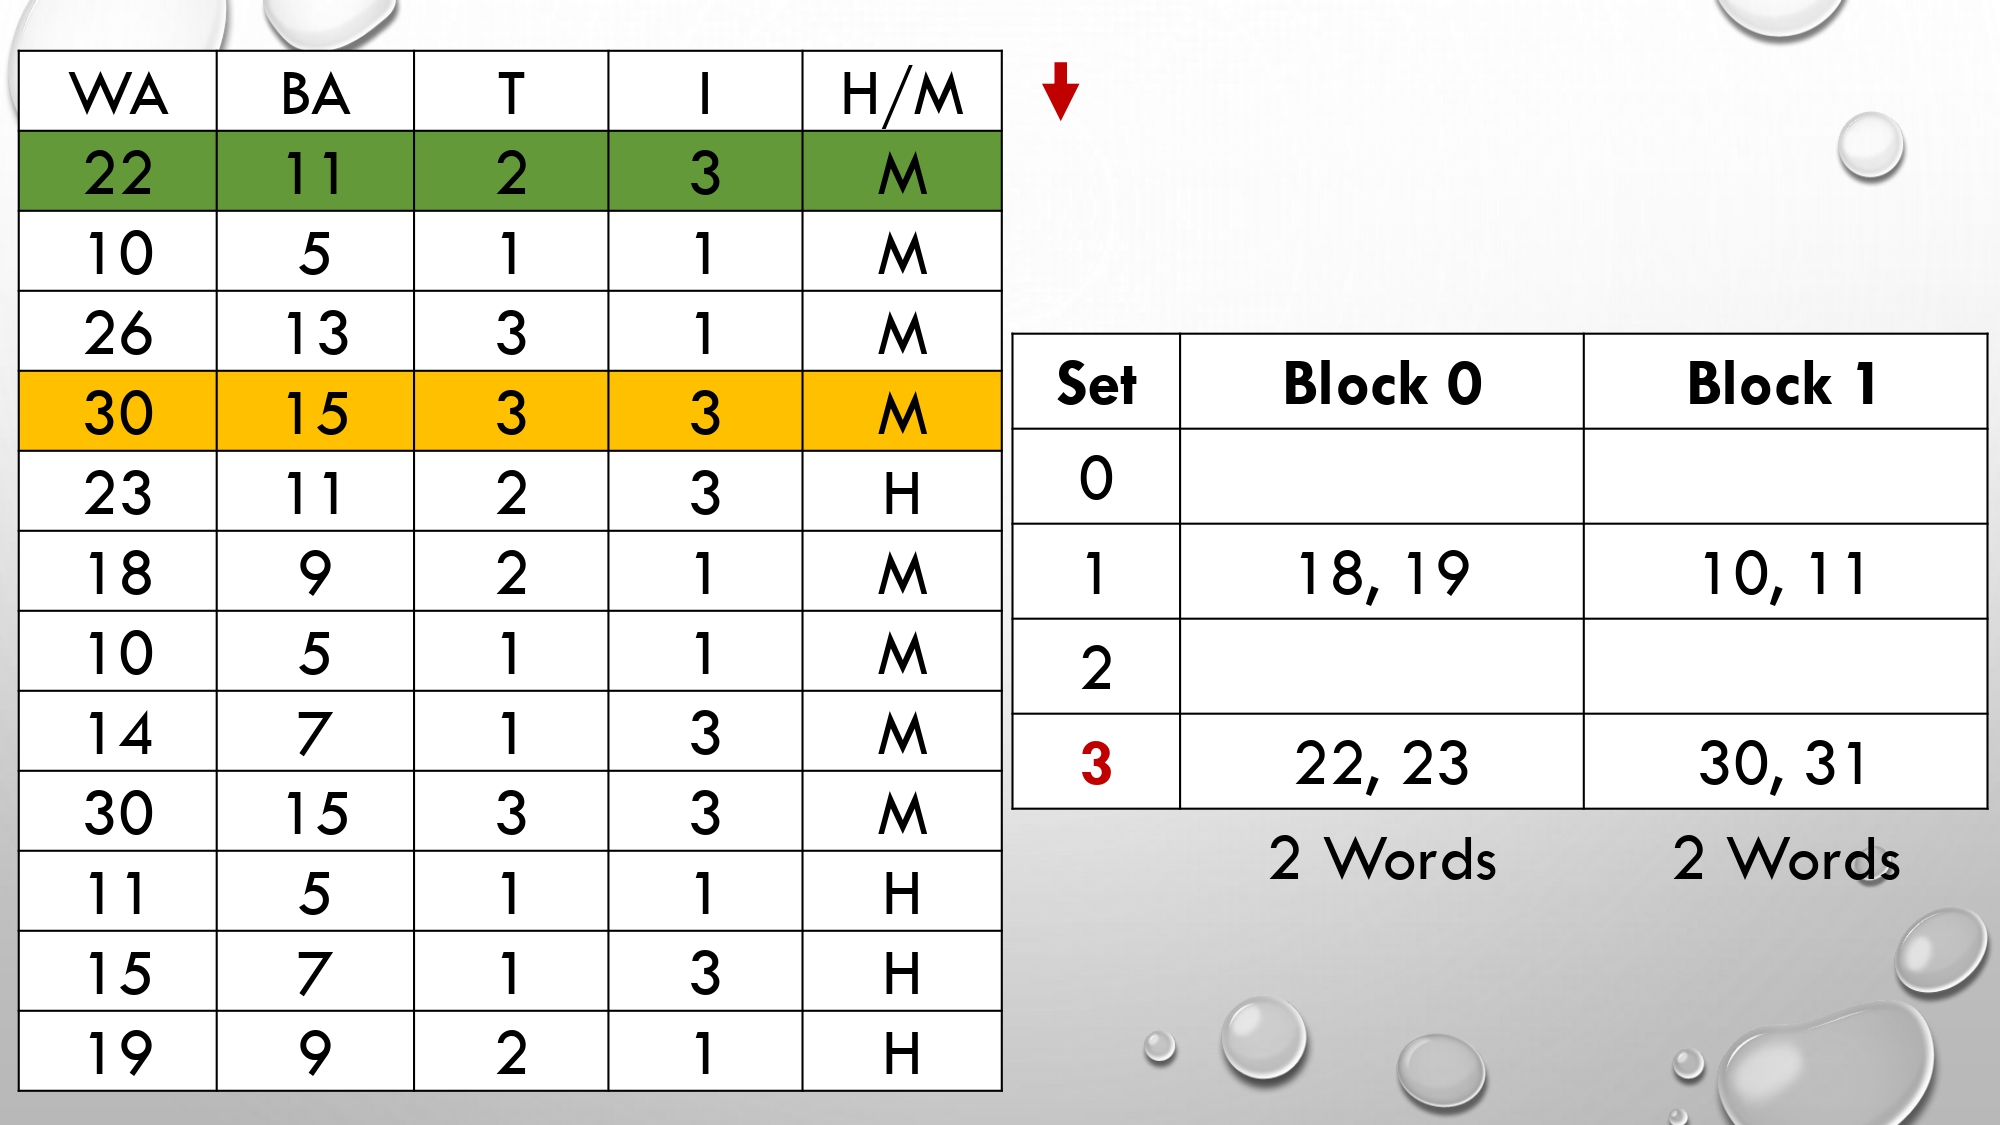 WA BA T I H/M
22 11 2 3 M
10 5 1 1 M
26 13 3 1 M
30 15 3 3 M
23 11 2 3 H
18 9 2 1 M
10 5 1 1 M
14 7 1 3 M
30 15 3 3 M
11 5 1 1 H
15 7 1 3 H
19 9 2 1 H
Set Block 0 Block 1
0
1 18, 19 10, 11
2
3 22, 23 30, 31
2 Words 2 Words